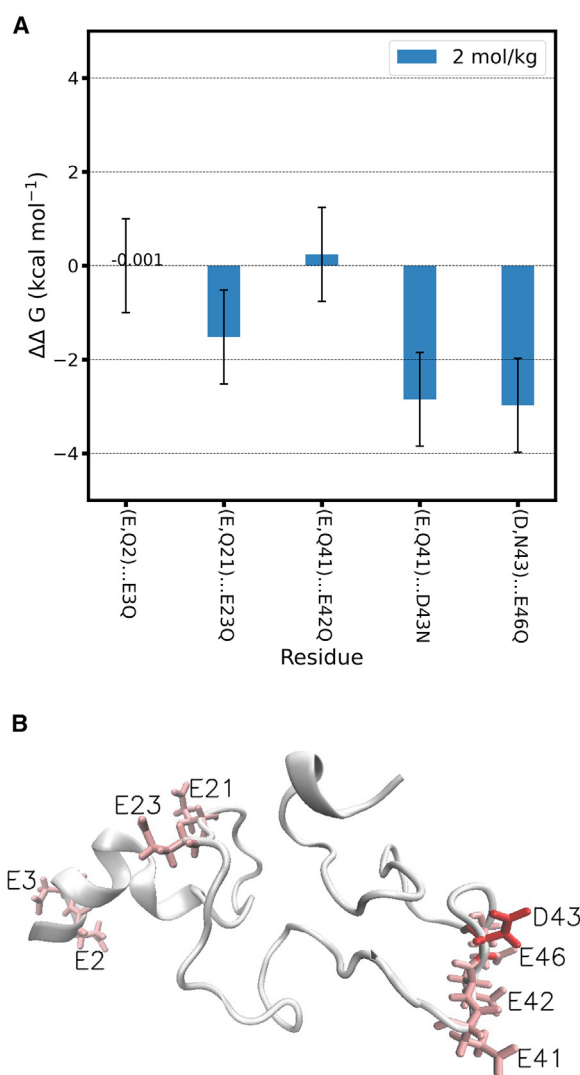 A
2 mol/kg
4
2
0
−2
−4
-0.001
ΔΔ G (kcal mol⁻¹)
(E,Q2)...E3Q
(E,Q21)...E23Q
(E,Q41)...E42Q
(E,Q41)...D43N
(D,N43)...E46Q
Residue
B
E23
E21
E3
E2
D43
E46
E42
E41